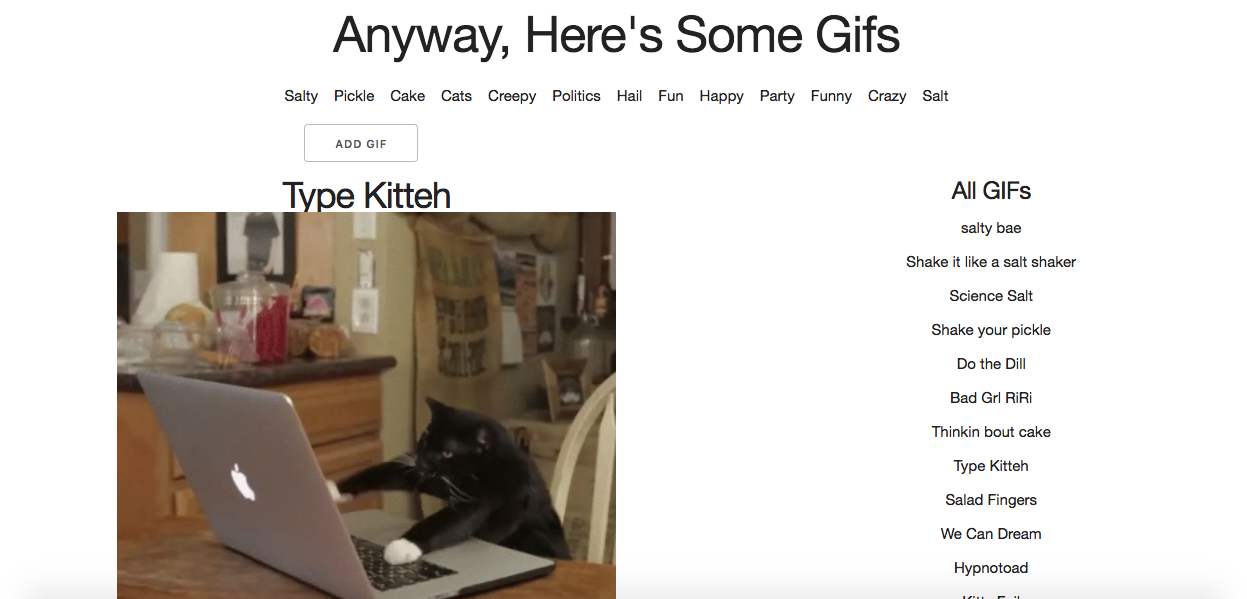 Anyway, Here's Some Gifs
Salty Pickle Cake Cats Creepy Politics Hail Fun Happy Party Funny Crazy Salt
ADD GIF
Type Kitteh
All GIFs
salty bae
Shake it like a salt shaker
Science Salt
Shake your pickle
Do the Dill
Bad Grl RiRi
Thinkin bout cake
Type Kitteh
Salad Fingers
We Can Dream
Hypnotoad